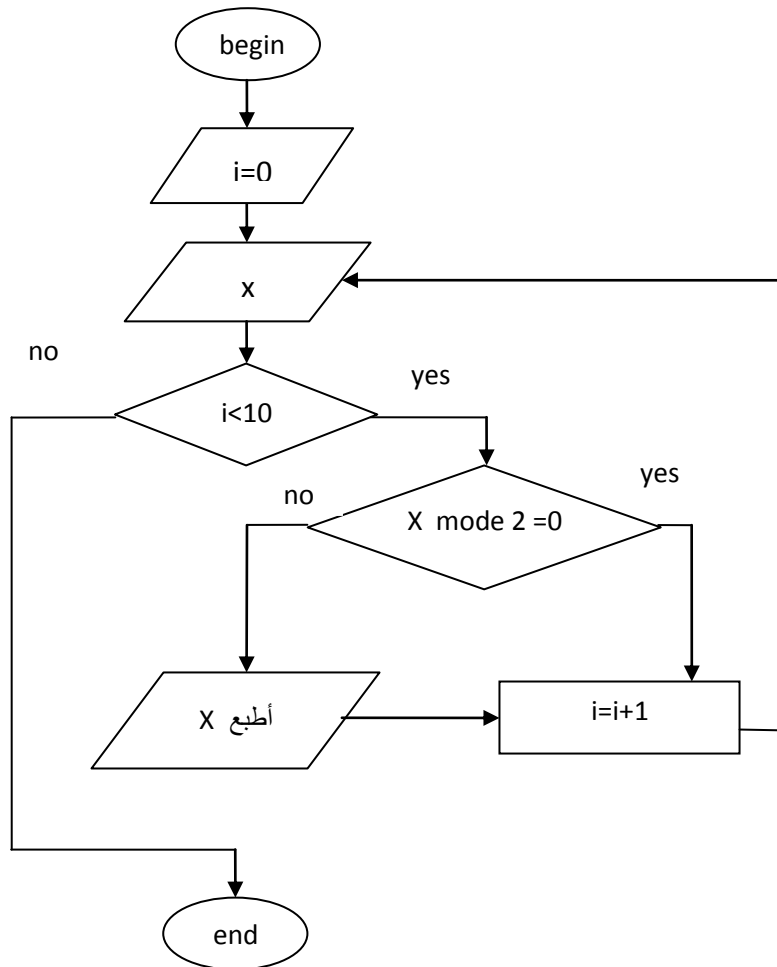 begin
i=0
x
no
yes
i<10
no
yes
X mode 2 =0
أطبع X
i=i+1
end